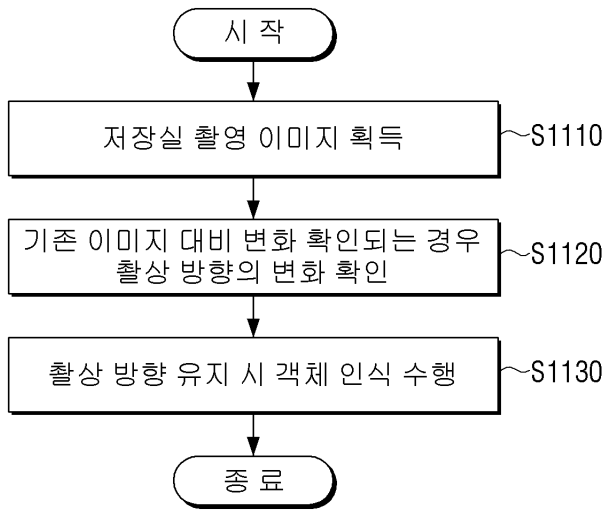 시 작
저장실 촬영 이미지 획득
S1110
기존 이미지 대비 변화 확인되는 경우
촬상 방향의 변화 확인
S1120
촬상 방향 유지 시 객체 인식 수행
S1130
종 료